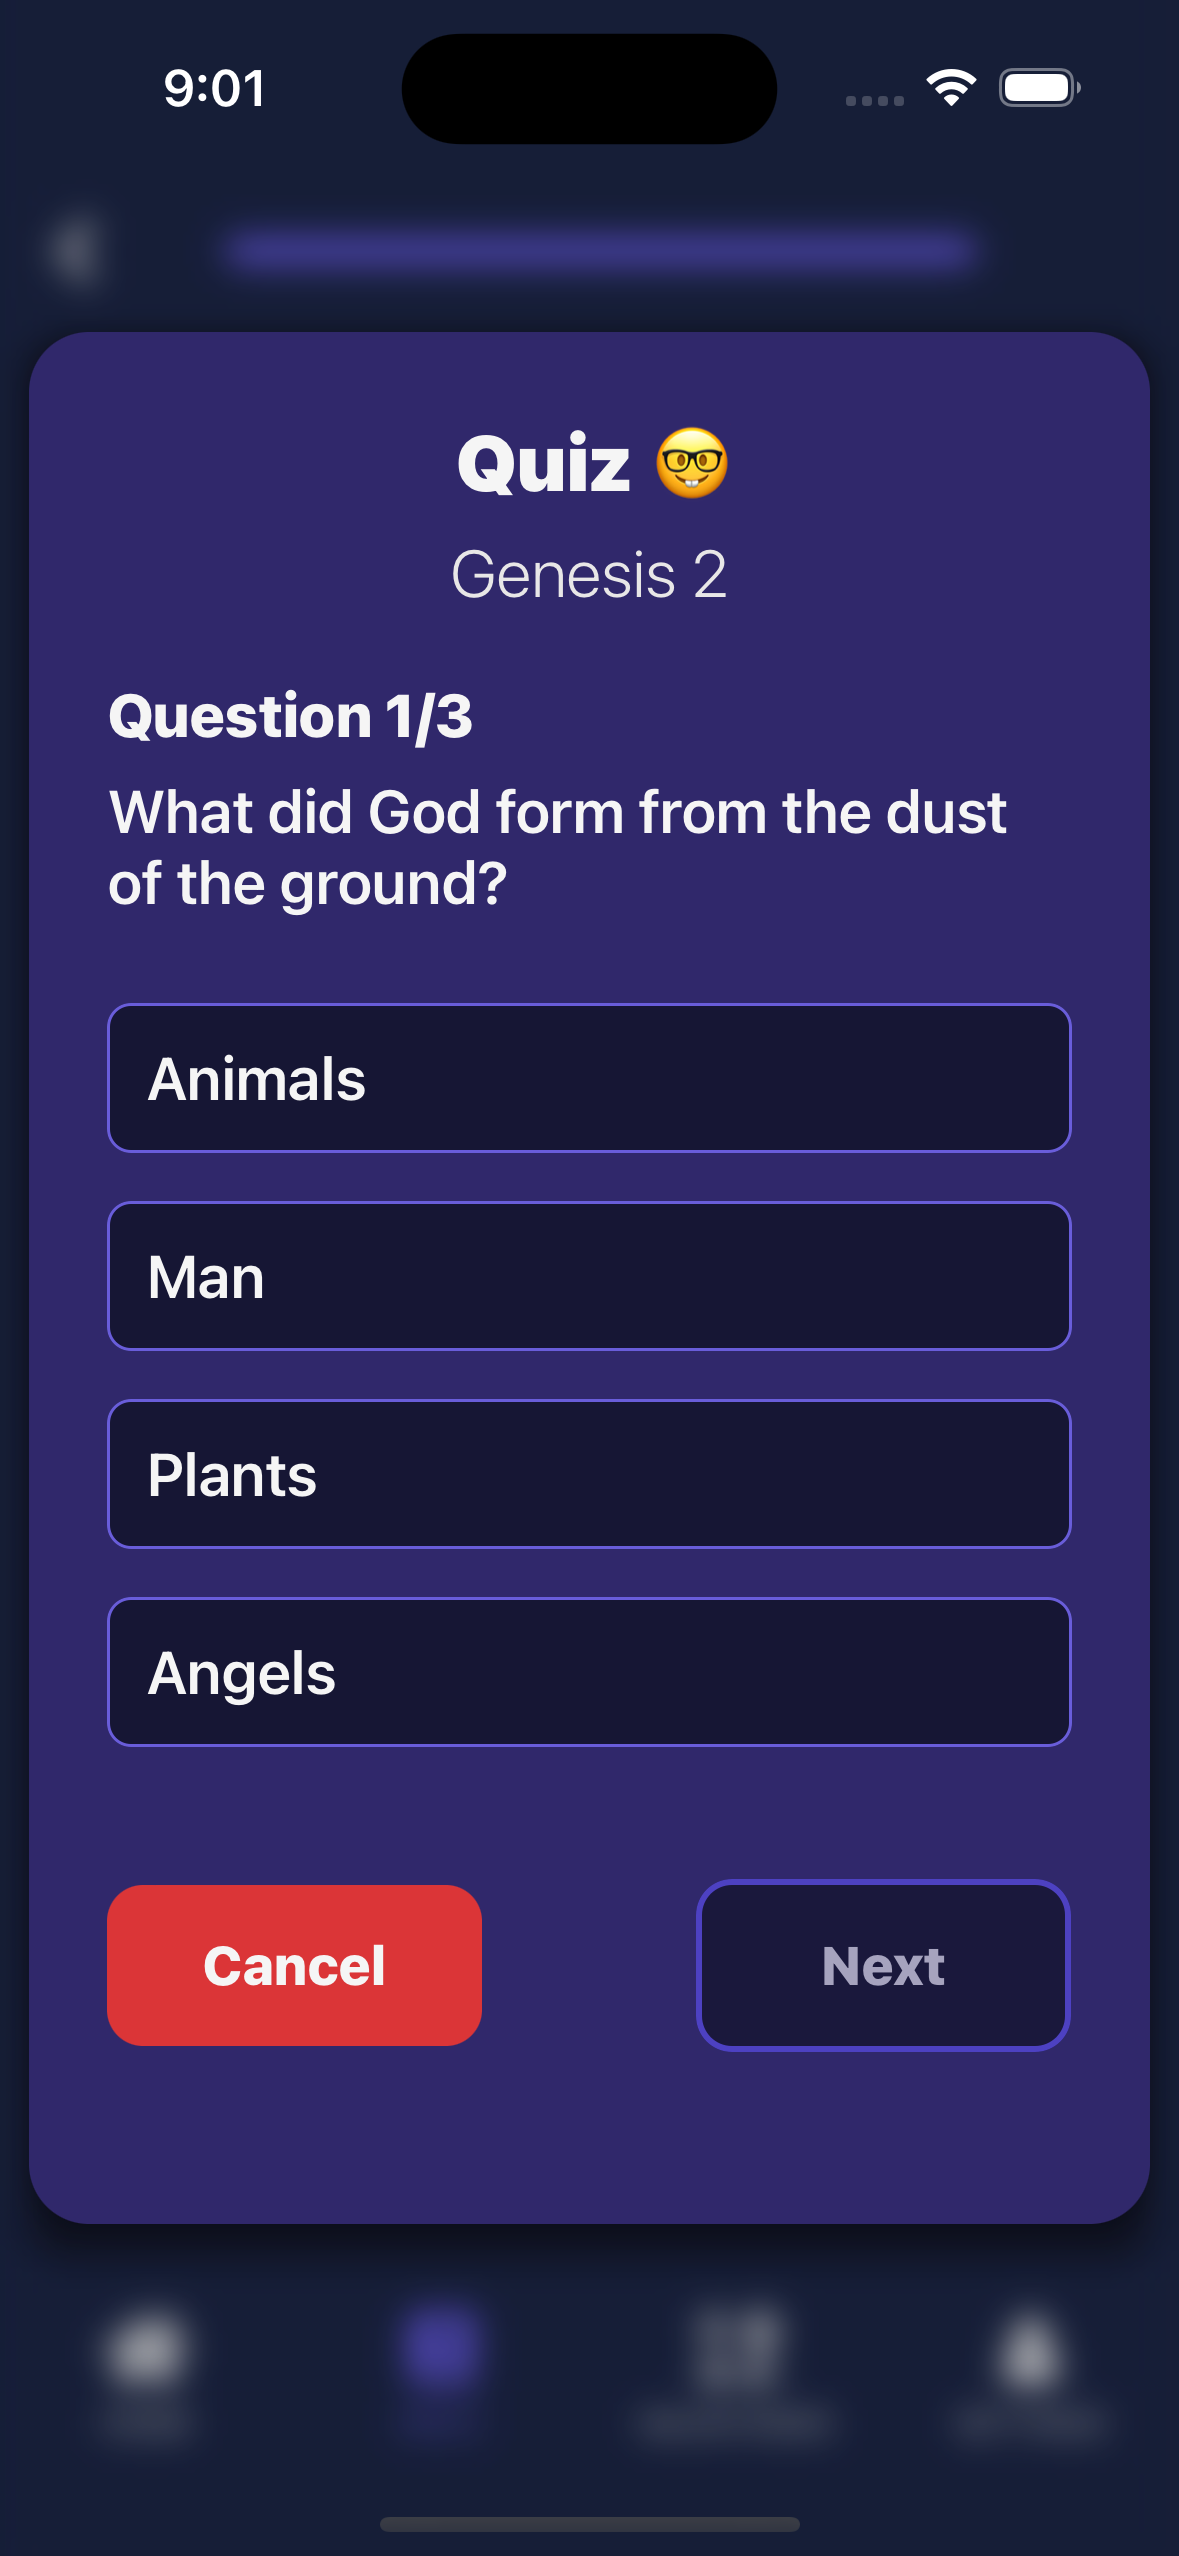 9:01
Quiz 🤓
Genesis 2
Question 1/3
What did God form from the dust
of the ground?
Animals
Man
Plants
Angels
Cancel
Next